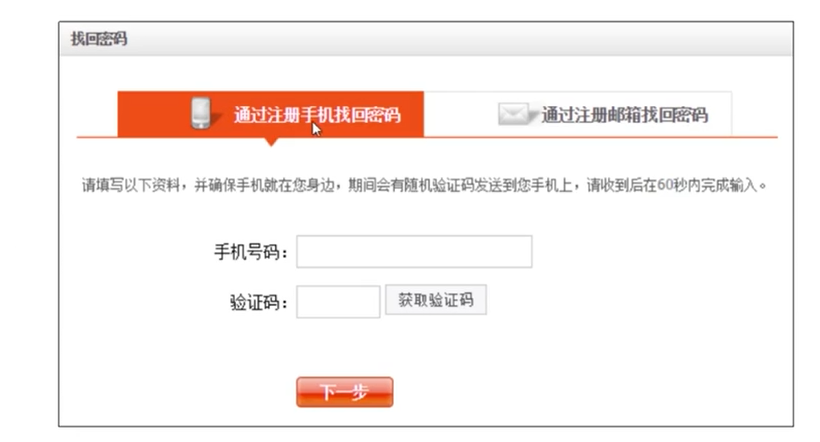 找回密码
通过注册手机找回密码
通过注册邮箱找回密码
请填写以下资料，并确保手机就在您身边，期间会有随机验证码发送到您手机上，请收到后在60秒内完成输入。
手机号码：
验证码：
获取验证码
下一步